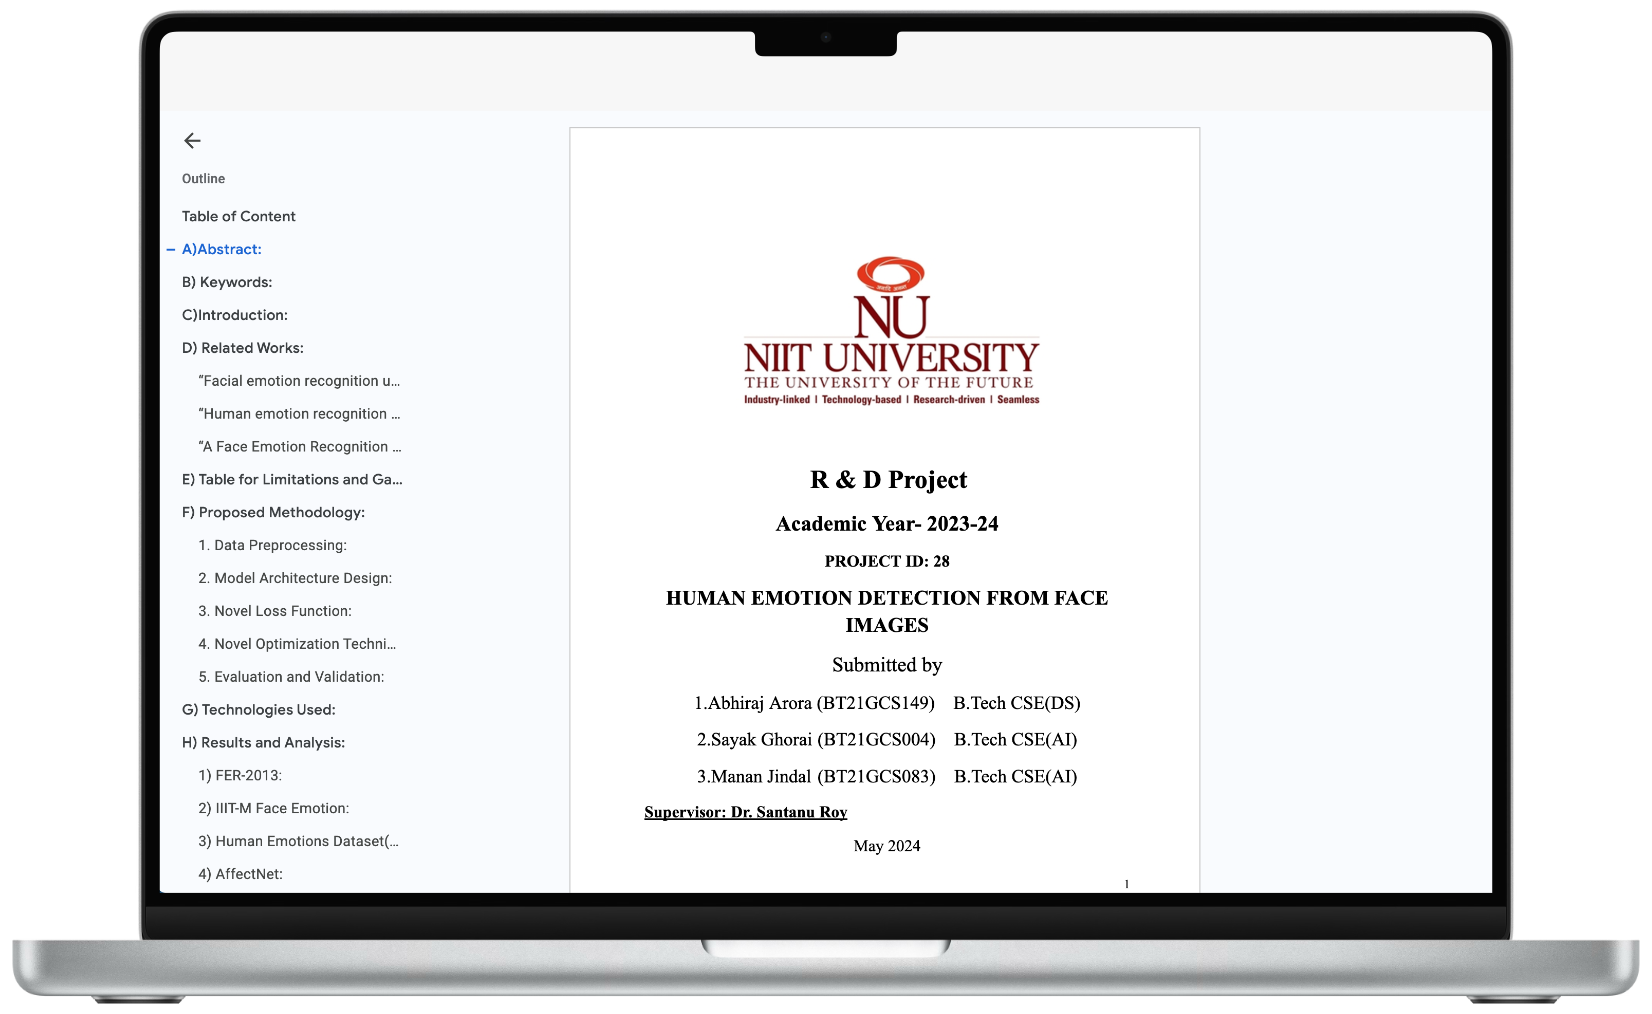 Outline
Table of Content
A)Abstract:
B) Keywords:
C)Introduction:
D) Related Works:
“Facial emotion recognition u...
“Human emotion recognition ...
“A Face Emotion Recognition ...
E) Table for Limitations and Ga...
F) Proposed Methodology:
1. Data Preprocessing:
2. Model Architecture Design:
3. Novel Loss Function:
4. Novel Optimization Techni...
5. Evaluation and Validation:
G) Technologies Used:
H) Results and Analysis:
1) FER-2013:
2) IIIT-M Face Emotion:
3) Human Emotions Dataset(...
4) AffectNet:
NU
NIIT UNIVERSITY
THE UNIVERSITY OF THE FUTURE
Industry-linked | Technology-based | Research-driven | Seamless
R & D Project
Academic Year- 2023-24
PROJECT ID: 28
HUMAN EMOTION DETECTION FROM FACE
IMAGES
Submitted by
1.Abhiraj Arora (BT21GCS149) B.Tech CSE(DS)
2.Sayak Ghorai (BT21GCS004) B.Tech CSE(AI)
3.Manan Jindal (BT21GCS083) B.Tech CSE(AI)
Supervisor: Dr. Santanu Roy
May 2024
1